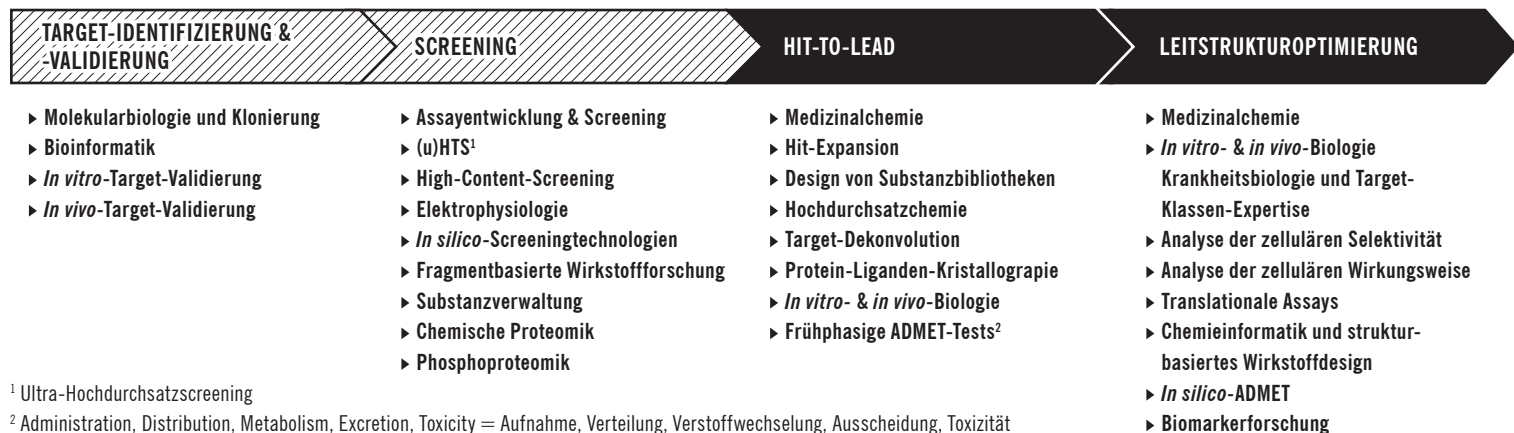 TARGET-IDENTIFIZIERUNG &
-VALIDIERUNG
SCREENING
HIT-TO-LEAD
LEITSTRUKTUROPTIMIERUNG
▸ Molekularbiologie und Klonierung
▸ Bioinformatik
▸ In vitro-Target-Validierung
▸ In vivo-Target-Validierung
▸ Assayentwicklung & Screening
▸ (u)HTS¹
▸ High-Content-Screening
▸ Elektrophysiologie
▸ In silico-Screeningtechnologien
▸ Fragmentbasierte Wirkstoffforschung
▸ Substanzverwaltung
▸ Chemische Proteomik
▸ Phosphoproteomik
▸ Medizinalchemie
▸ Hit-Expansion
▸ Design von Substanzbibliotheken
▸ Hochdurchsatzchemie
▸ Target-Dekonvolution
▸ Protein-Liganden-Kristallograpie
▸ In vitro- & in vivo-Biologie
▸ Frühphasige ADMET-Tests²
▸ Medizinalchemie
▸ In vitro- & in vivo-Biologie
Krankheitsbiologie und Target-
Klassen-Expertise
▸ Analyse der zellulären Selektivität
▸ Analyse der zellulären Wirkungsweise
▸ Translationale Assays
▸ Chemieinformatik und struktur-
basiertes Wirkstoffdesign
▸ In silico-ADMET
▸ Biomarkerforschung
¹ Ultra-Hochdurchsatzscreening
² Administration, Distribution, Metabolism, Excretion, Toxicity = Aufnahme, Verteilung, Verstoffwechselung, Ausscheidung, Toxizität